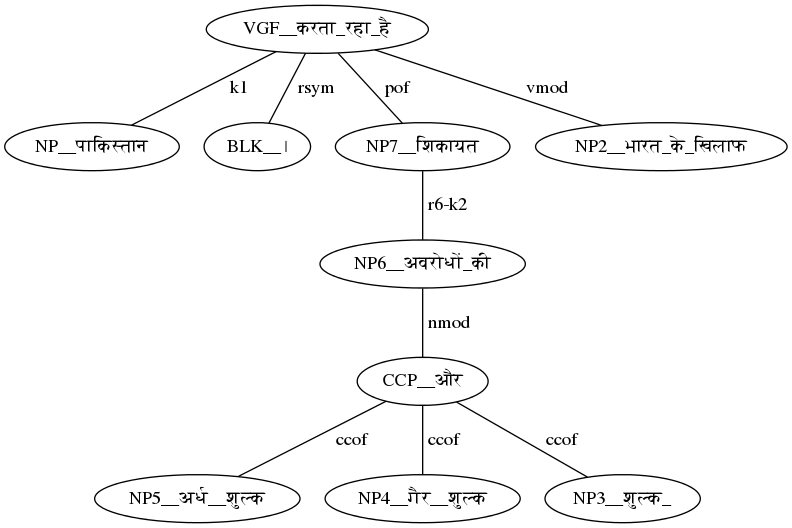 VGF__करता_रहा_है
k1 rsym pof vmod
NP__पाकिस्तान BLK__। NP7__शिकायत NP2__भारत_के_खिलाफ
r6-k2
NP6__अवरोधों_की
nmod
CCP__और
ccof ccof ccof
NP5__अर्ध__शुल्क NP4__गैर__शुल्क NP3__शुल्क_